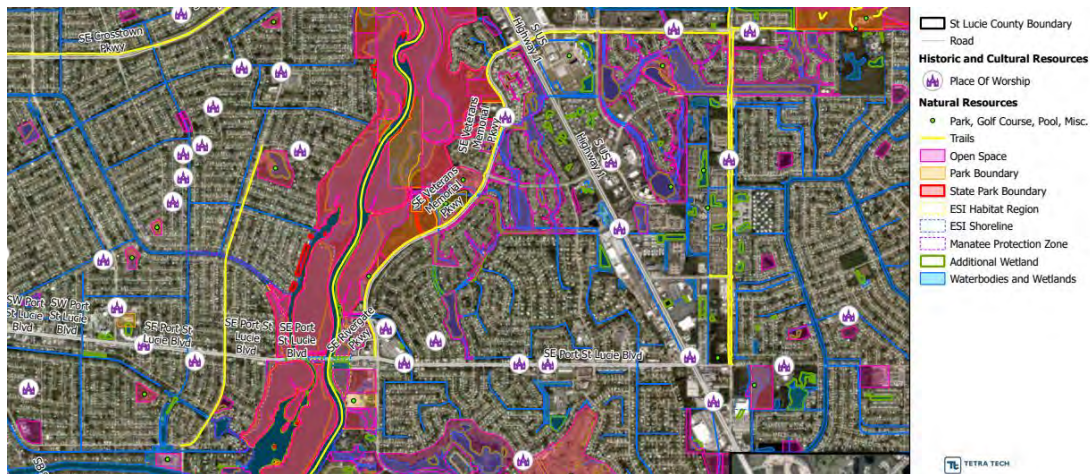 SE Crosstown
Pkwy
S US
Highway 1
SE Veterans
Memorial
Pkwy
S US
Highway 1
SE Veterans
Memorial
Pkwy
SW Port
St Lucie
Blvd
SW Port
St Lucie
Blvd
SE Port St
Lucie Blvd
SE Port St
Lucie
Blvd
SE Port
St Lucie
Blvd
SE Rivergate
Pkwy
SE Port St Lucie Blvd
St Lucie County Boundary
Road
Historic and Cultural Resources
Place Of Worship
Natural Resources
Park, Golf Course, Pool, Misc.
Trails
Open Space
Park Boundary
State Park Boundary
ESI Habitat Region
ESI Shoreline
Manatee Protection Zone
Additional Wetland
Waterbodies and Wetlands
Tt TETRA TECH